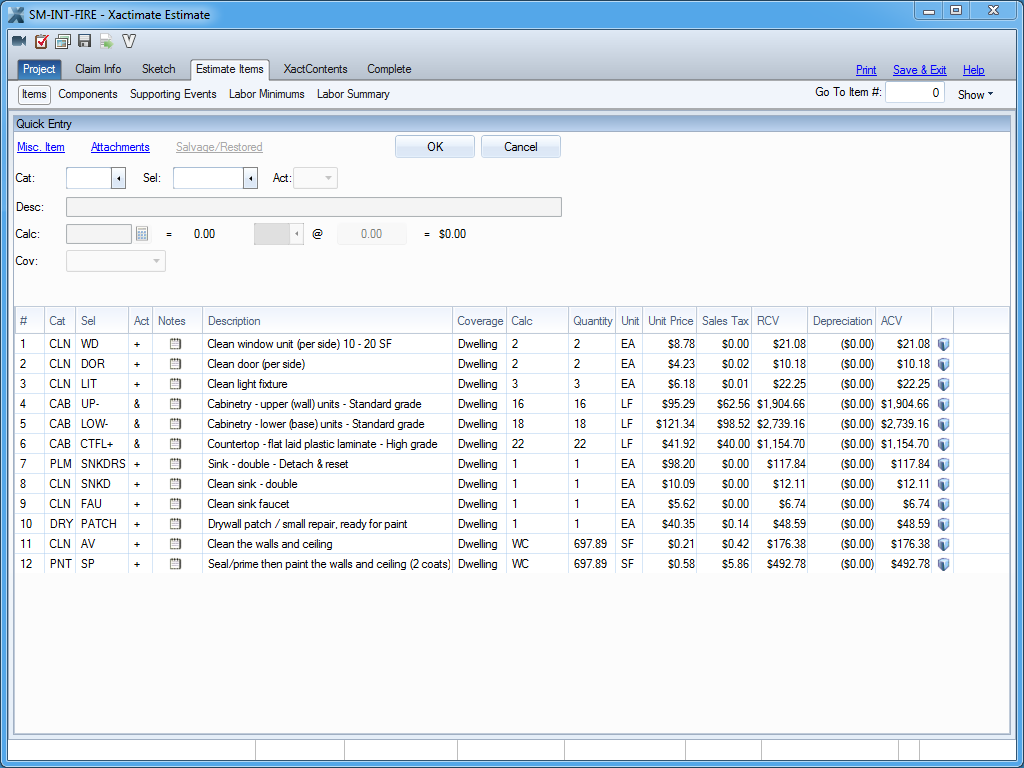 SM-INT-FIRE - Xactimate Estimate
Project Claim Info Sketch Estimate Items XactContents Complete Print Save & Exit Help
Items Components Supporting Events Labor Minimums Labor Summary Go To Item #: 0 Show
Quick Entry
Misc. Item Attachments Salvage/Restored OK Cancel
Cat: Sel: Act:
Desc:
Calc: = 0.00 @ 0.00 = $0.00
Cov:
# Cat Sel Act Notes Description Coverage Calc Quantity Unit Unit Price Sales Tax RCV Depreciation ACV
1 CLN WD + Clean window unit (per side) 10 - 20 SF Dwelling 2 2 EA $8.78 $0.00 $21.08 ($0.00) $21.08
2 CLN DOR + Clean door (per side) Dwelling 2 2 EA $4.23 $0.02 $10.18 ($0.00) $10.18
3 CLN LIT + Clean light fixture Dwelling 3 3 EA $6.18 $0.01 $22.25 ($0.00) $22.25
4 CAB UP- & Cabinetry - upper (wall) units - Standard grade Dwelling 16 16 LF $95.29 $62.56 $1,904.66 ($0.00) $1,904.66
5 CAB LOW- & Cabinetry - lower (base) units - Standard grade Dwelling 18 18 LF $121.34 $98.52 $2,739.16 ($0.00) $2,739.16
6 CAB CTFL+ & Countertop - flat laid plastic laminate - High grade Dwelling 22 22 LF $41.92 $40.00 $1,154.70 ($0.00) $1,154.70
7 PLM SNKDRS + Sink - double - Detach & reset Dwelling 1 1 EA $98.20 $0.00 $117.84 ($0.00) $117.84
8 CLN SNKD + Clean sink - double Dwelling 1 1 EA $10.09 $0.00 $12.11 ($0.00) $12.11
9 CLN FAU + Clean sink faucet Dwelling 1 1 EA $5.62 $0.00 $6.74 ($0.00) $6.74
10 DRY PATCH + Drywall patch / small repair, ready for paint Dwelling 1 1 EA $40.35 $0.14 $48.59 ($0.00) $48.59
11 CLN AV + Clean the walls and ceiling Dwelling WC 697.89 SF $0.21 $0.42 $176.38 ($0.00) $176.38
12 PNT SP + Seal/prime then paint the walls and ceiling (2 coats) Dwelling WC 697.89 SF $0.58 $5.86 $492.78 ($0.00) $492.78